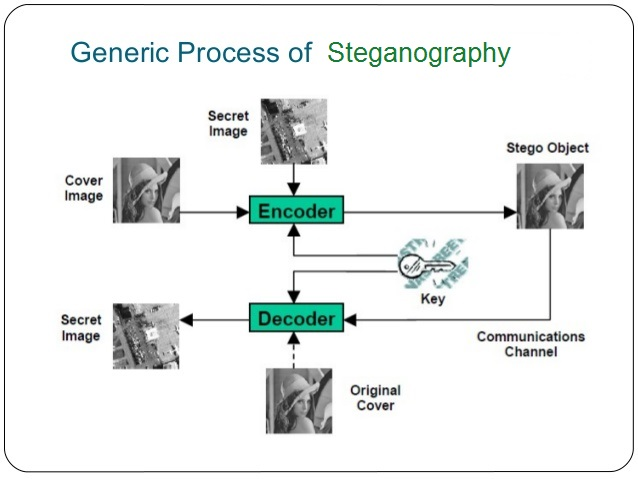 Generic Process of Steganography
Secret
Image
Stego Object
Cover
Image
Encoder
Key
Secret
Image
Decoder
Communications
Channel
Original
Cover